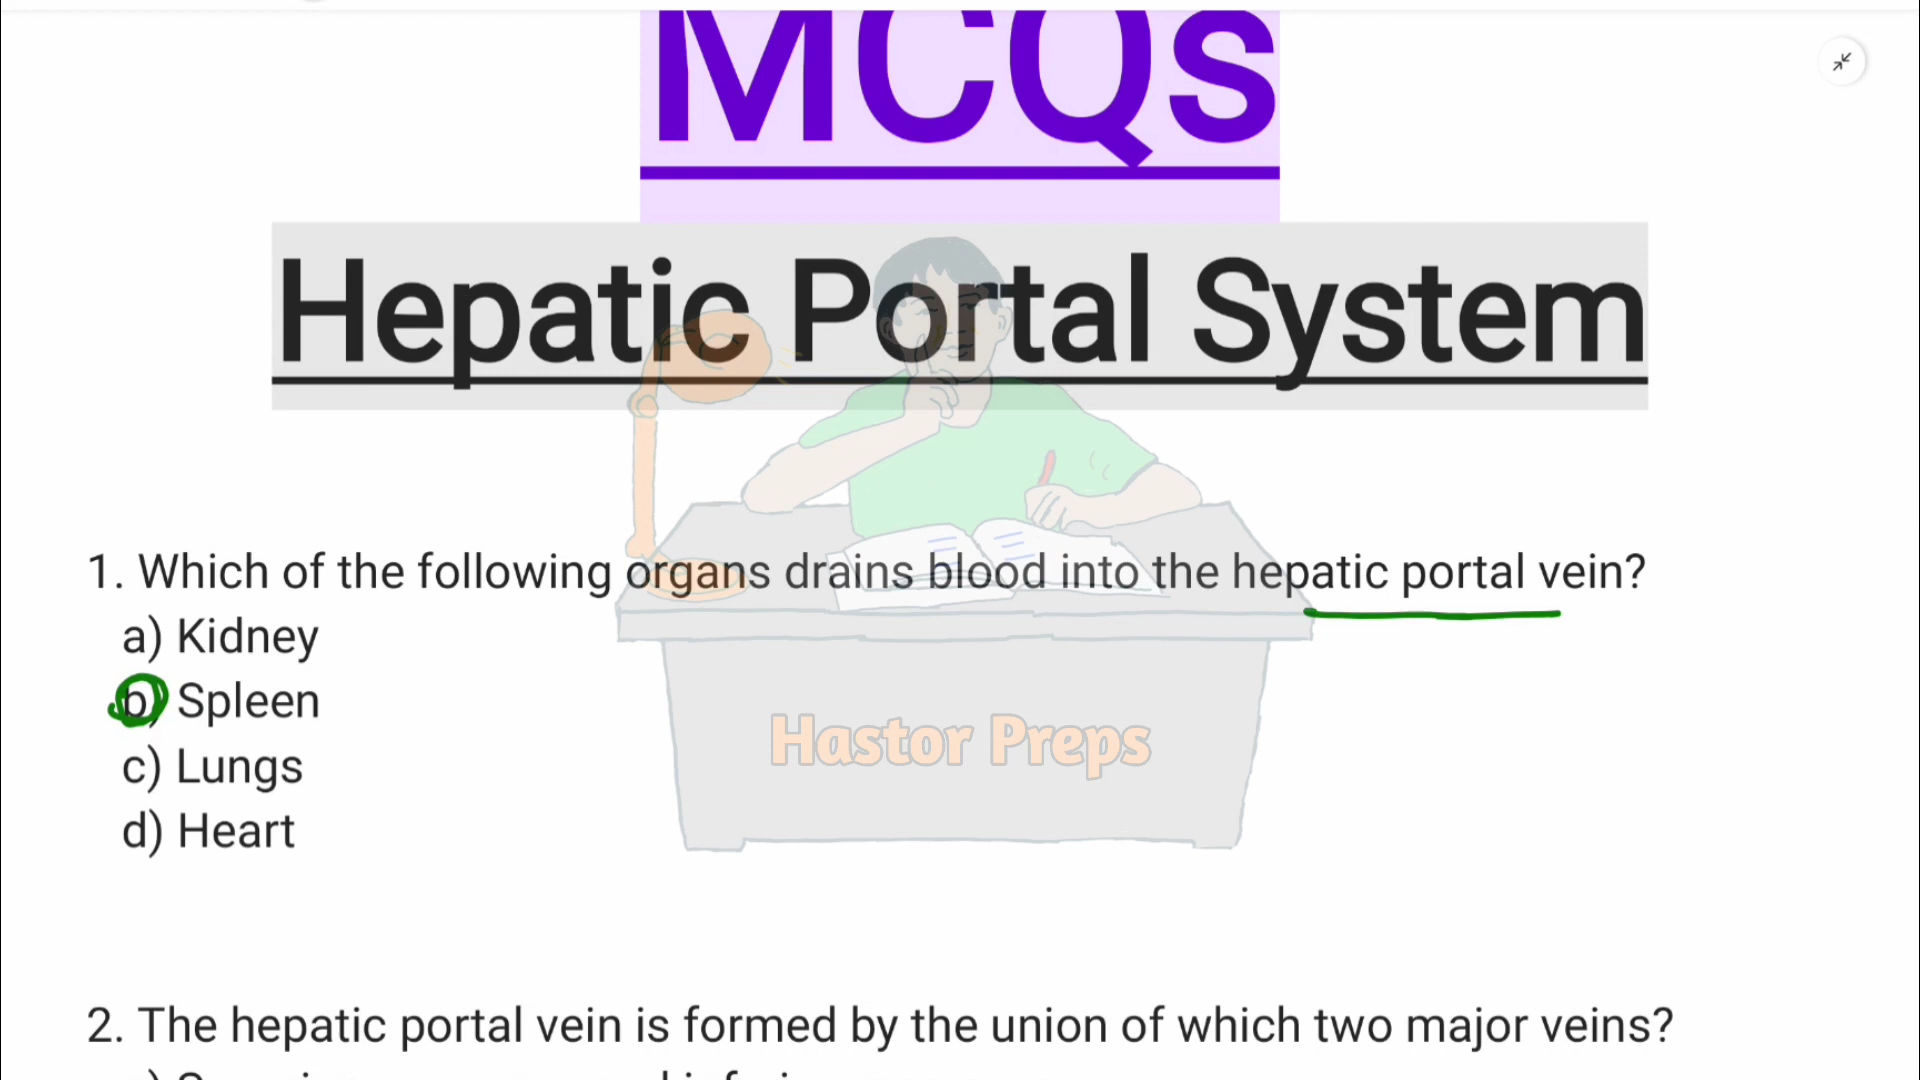 MCQs
Hepatic Portal System
1. Which of the following organs drains blood into the hepatic portal vein?
a) Kidney
b) Spleen
c) Lungs
d) Heart
Hastor Preps
2. The hepatic portal vein is formed by the union of which two major veins?